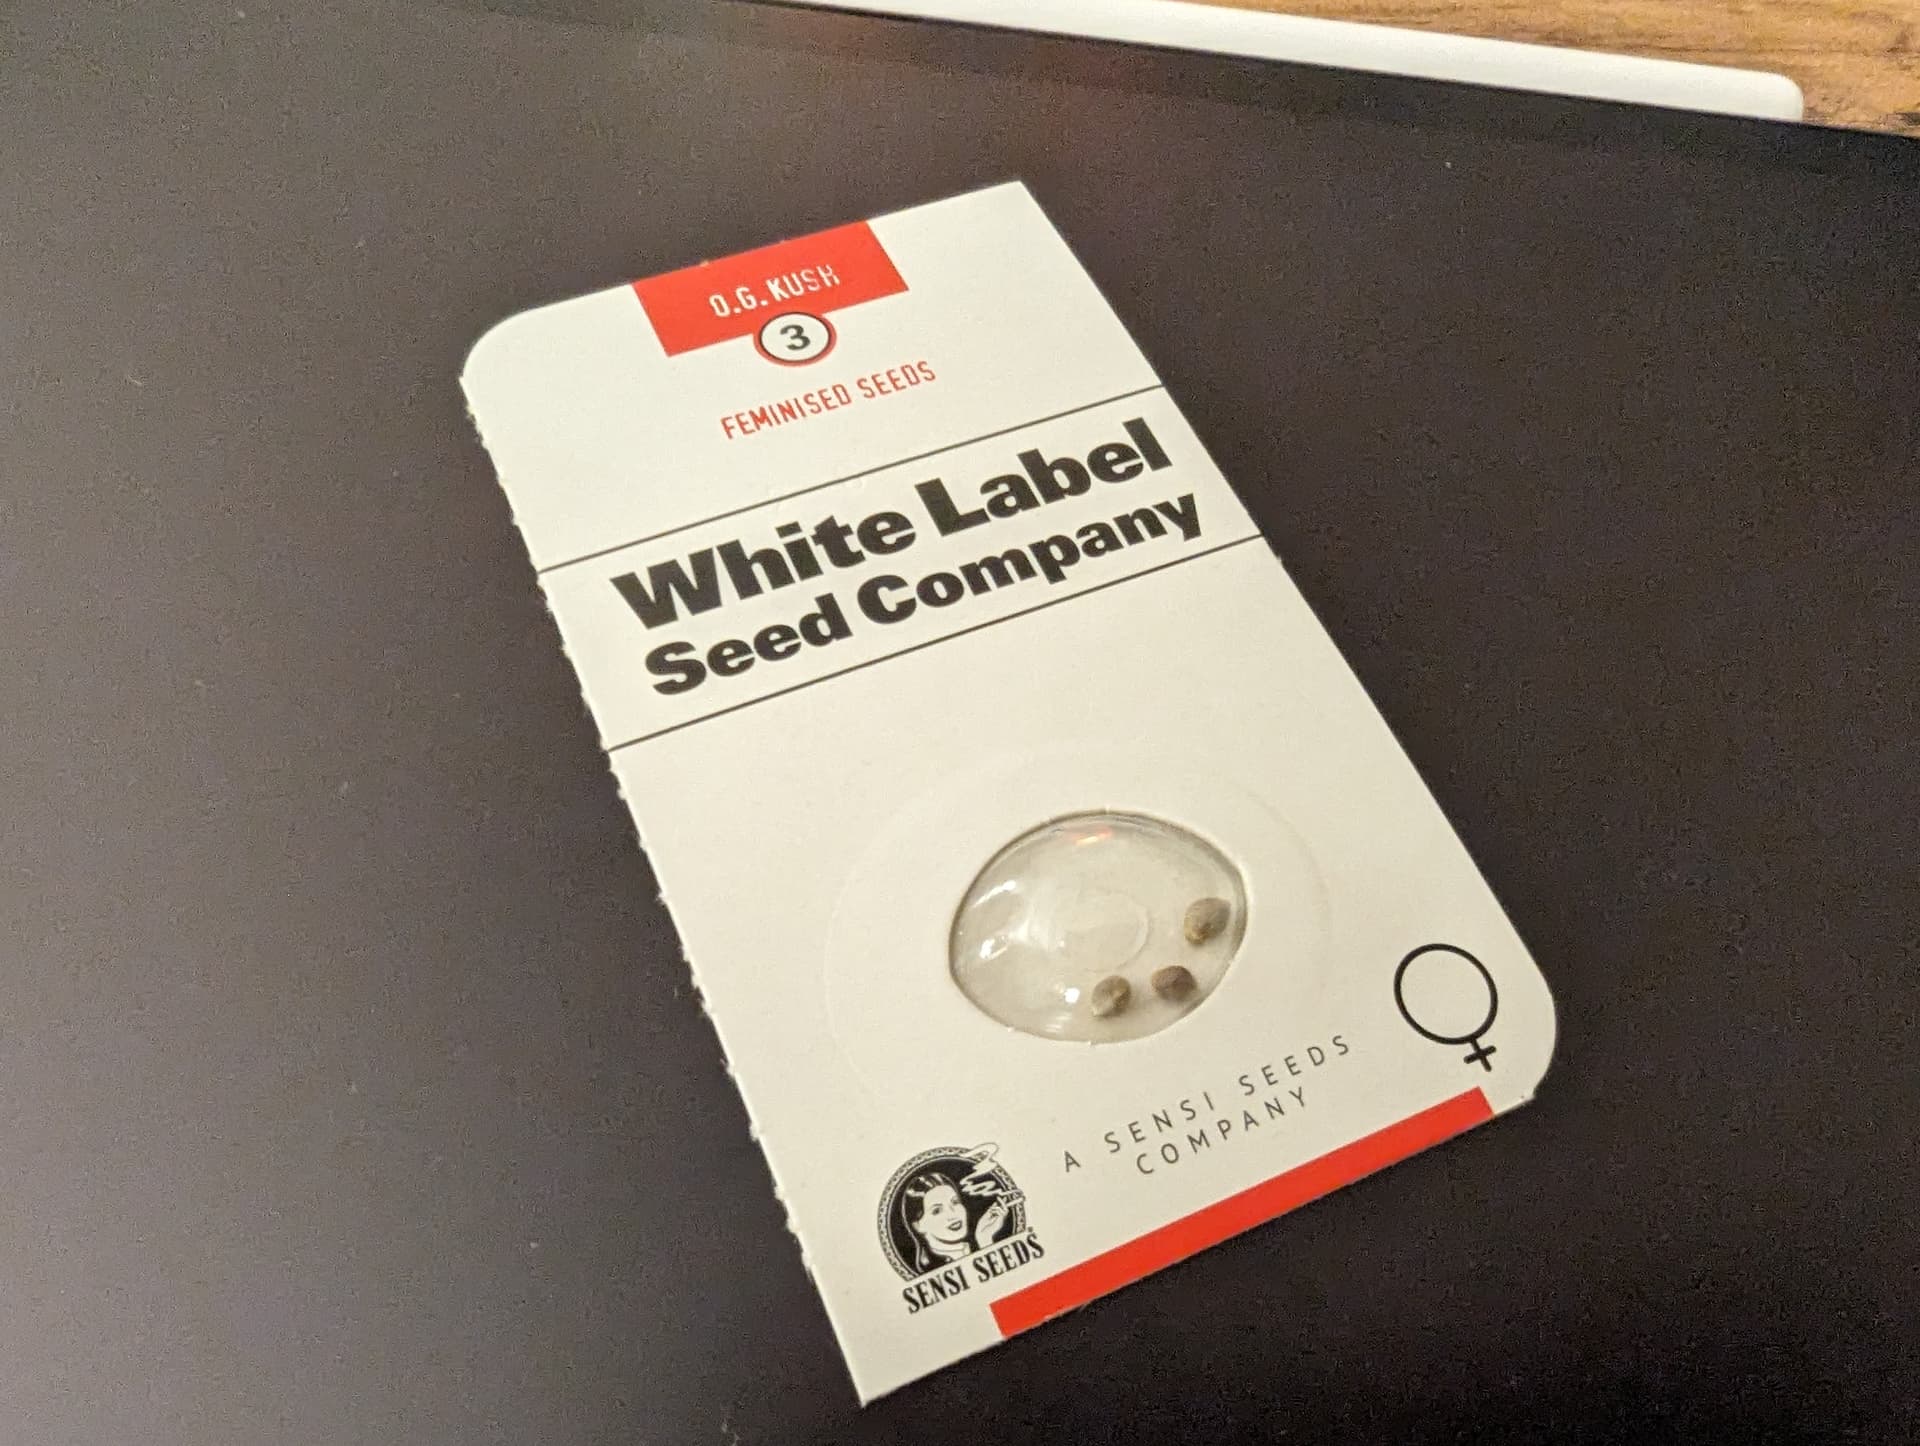 O.G. KUSH
3
FEMINISED SEEDS
White Label
Seed Company
A SENSI SEEDS
COMPANY
SENSI SEEDS